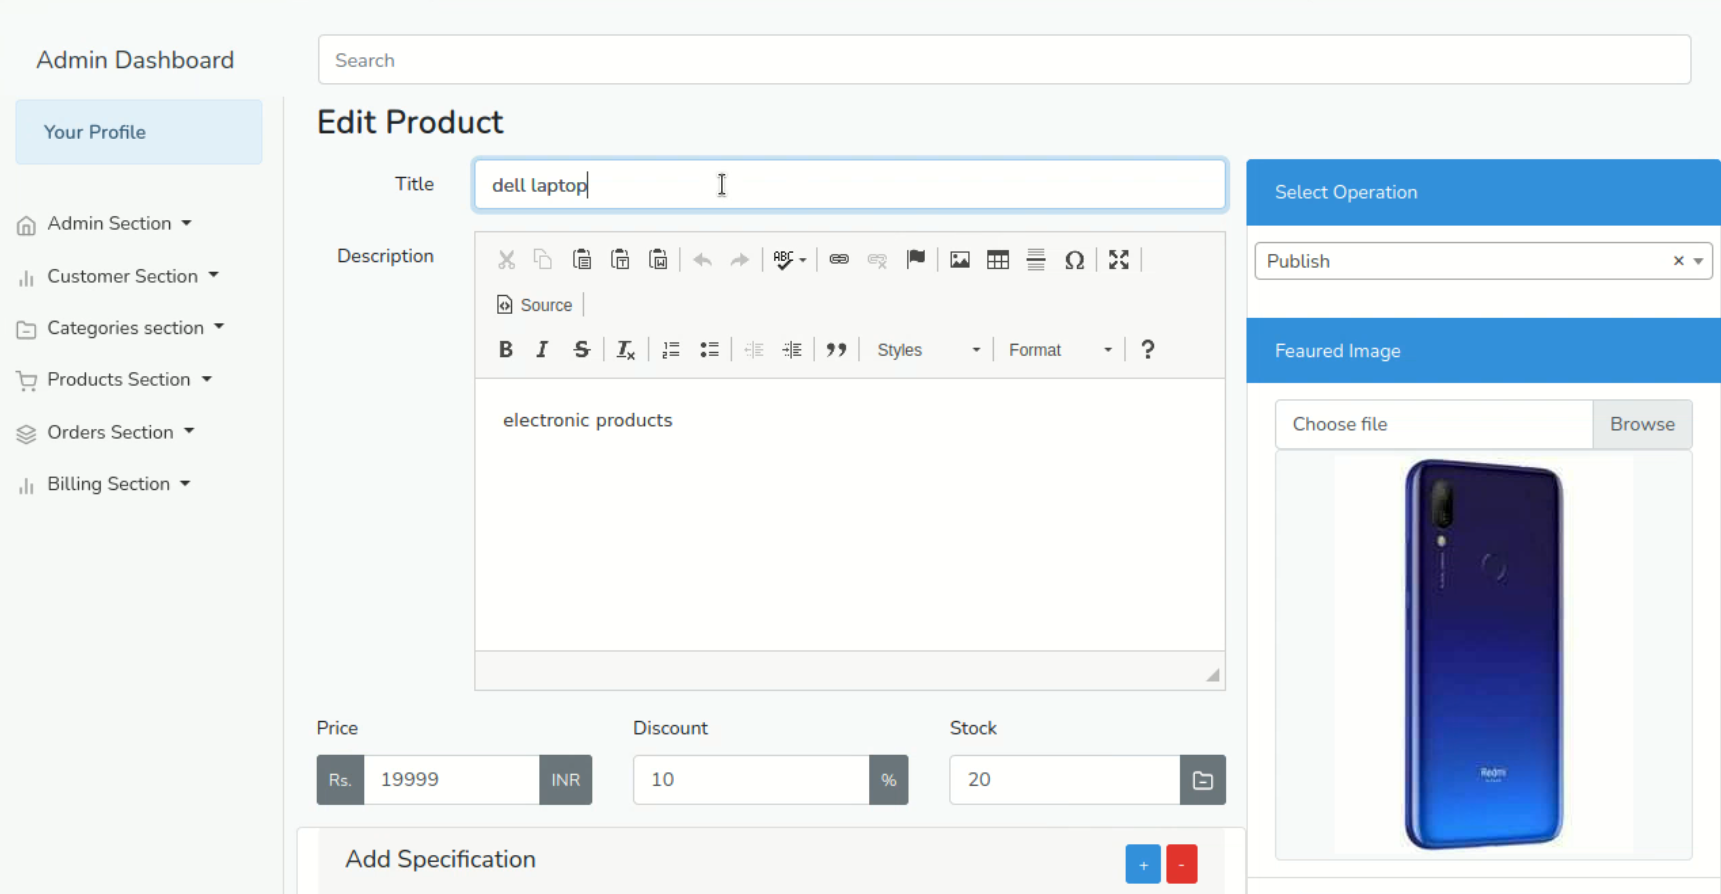 Admin Dashboard
Search
Your Profile
Admin Section
Customer Section
Categories section
Products Section
Orders Section
Billing Section
Edit Product
Title
dell laptop
Description
ABC
Source
B I S Ix
Styles
Format
?
electronic products
Price
Rs. 19999 INR
Discount
10 %
Stock
20
Add Specification
+ -
Select Operation
Publish ×
Feaured Image
Choose file Browse
Redmi